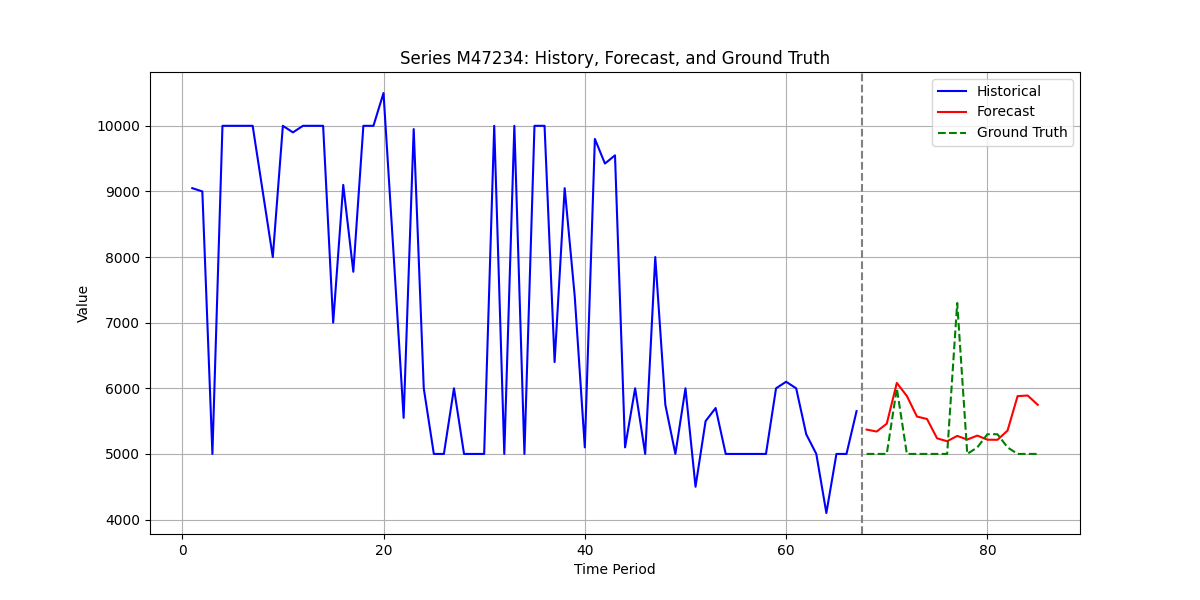 Series M47234: History, Forecast, and Ground Truth
Historical
Forecast
Ground Truth
Value
10000
9000
8000
7000
6000
5000
4000
0
20
40
60
80
Time Period